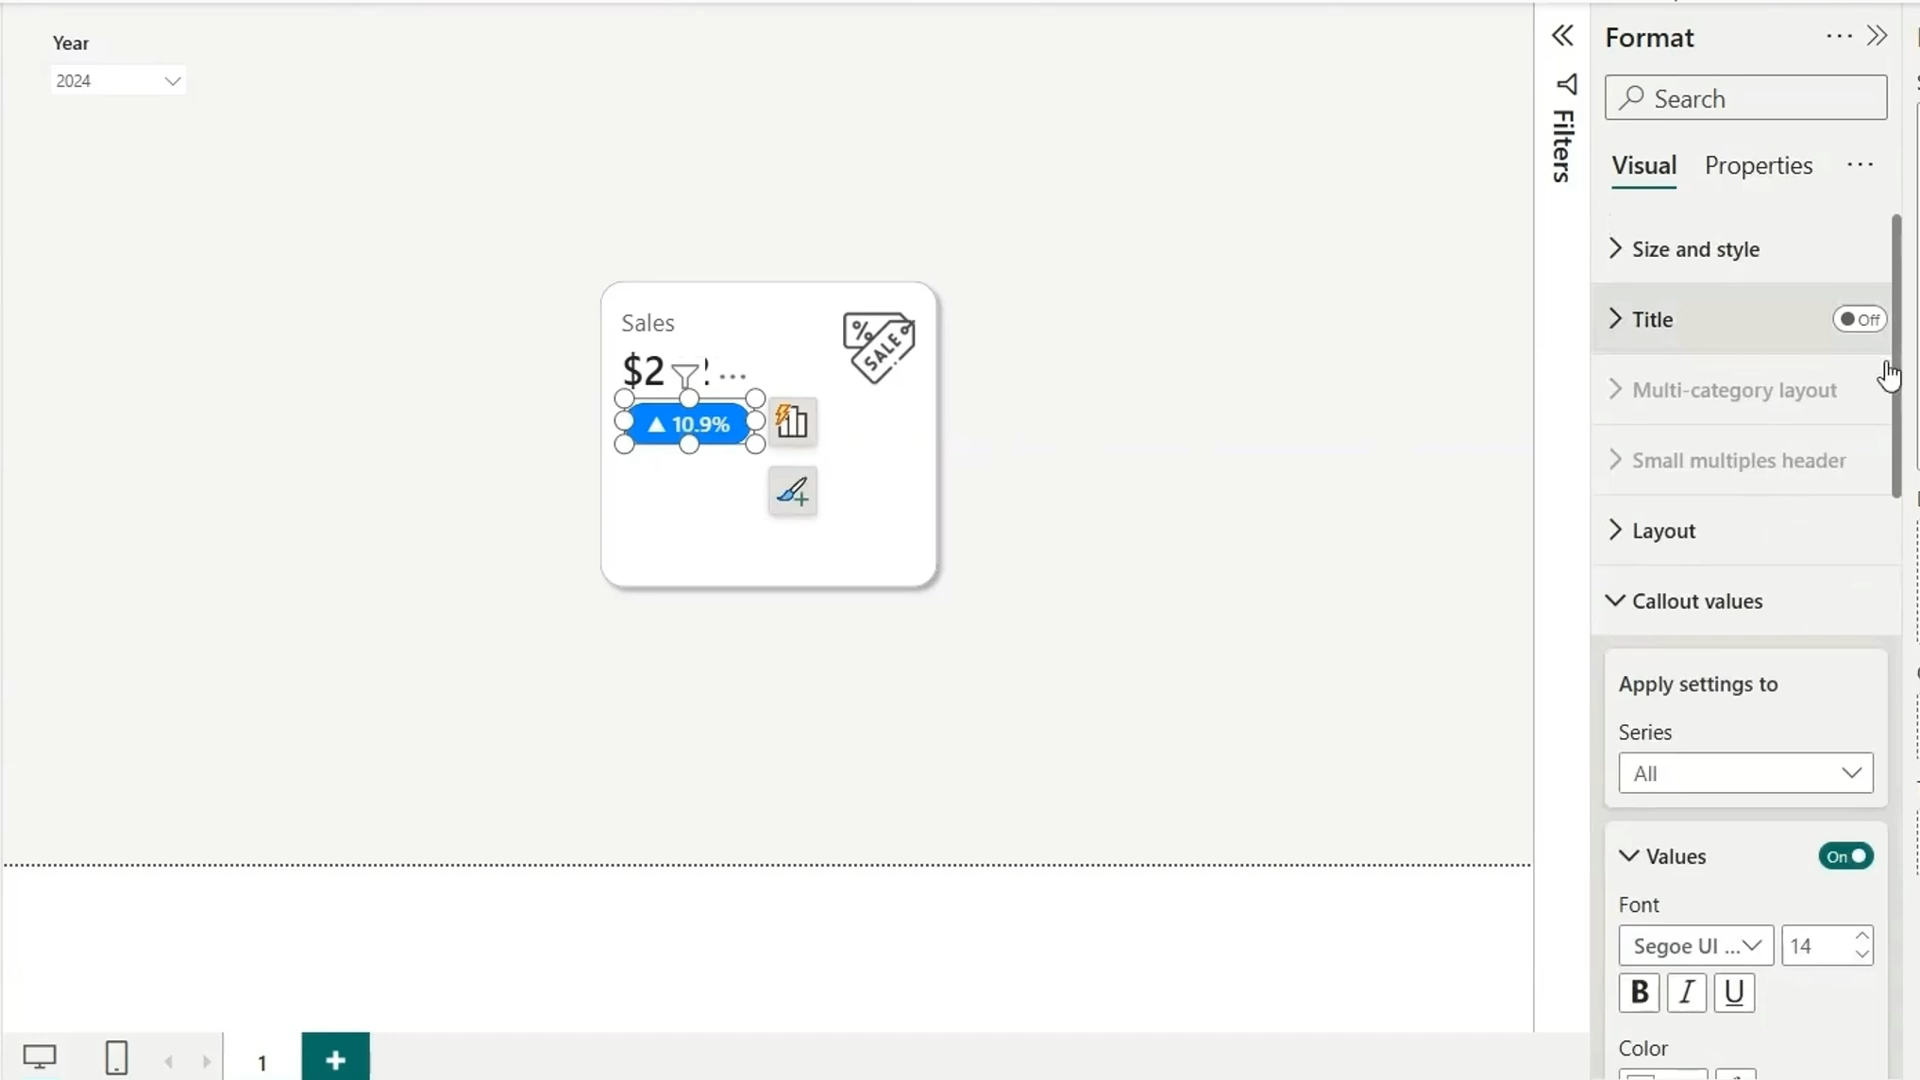 Year
2024
Sales
%
SALE
$2
▲ 10.9%
1
Filters
Format
Search
Visual Properties
Size and style
Title Off
Multi-category layout
Small multiples header
Layout
Callout values
Apply settings to
Series
All
Values On
Font
Segoe UI ... 14
B I U
Color